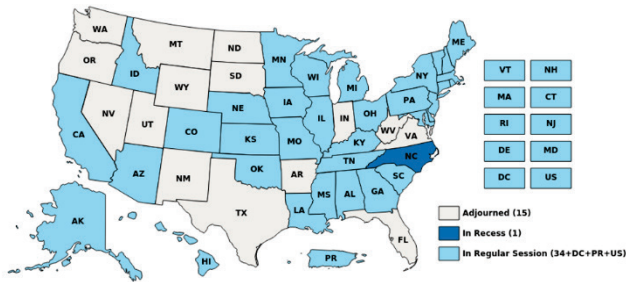 WA
MT
ND
MN
ME
OR
ID
SD
WI
MI
NY
WY
NE
IA
PA
NV
UT
CO
IL
IN
OH
WV
VA
CA
KS
MO
KY
NC
TN
AZ
NM
OK
AR
SC
MS
AL
GA
TX
LA
FL
AK
HI
PR
VT NH
MA CT
RI NJ
DE MD
DC US
Adjourned (15)
In Recess (1)
In Regular Session (34+DC+PR+US)